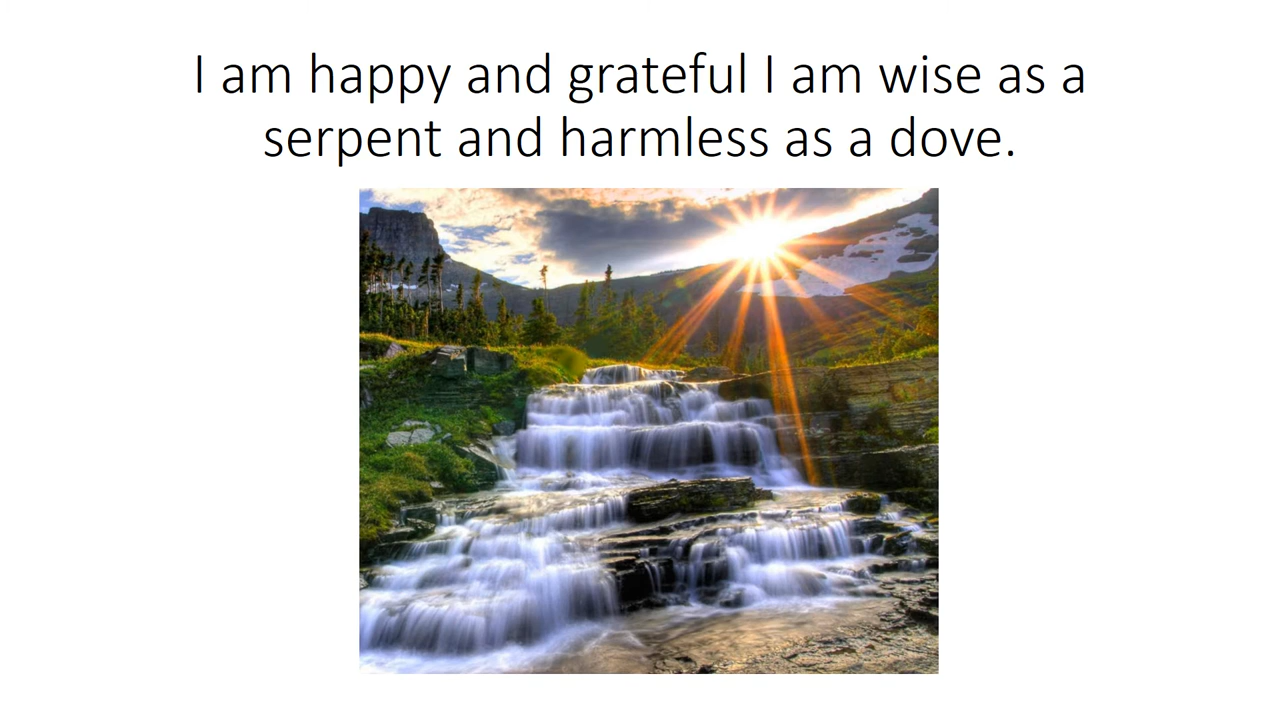 I am happy and grateful I am wise as a
serpent and harmless as a dove.